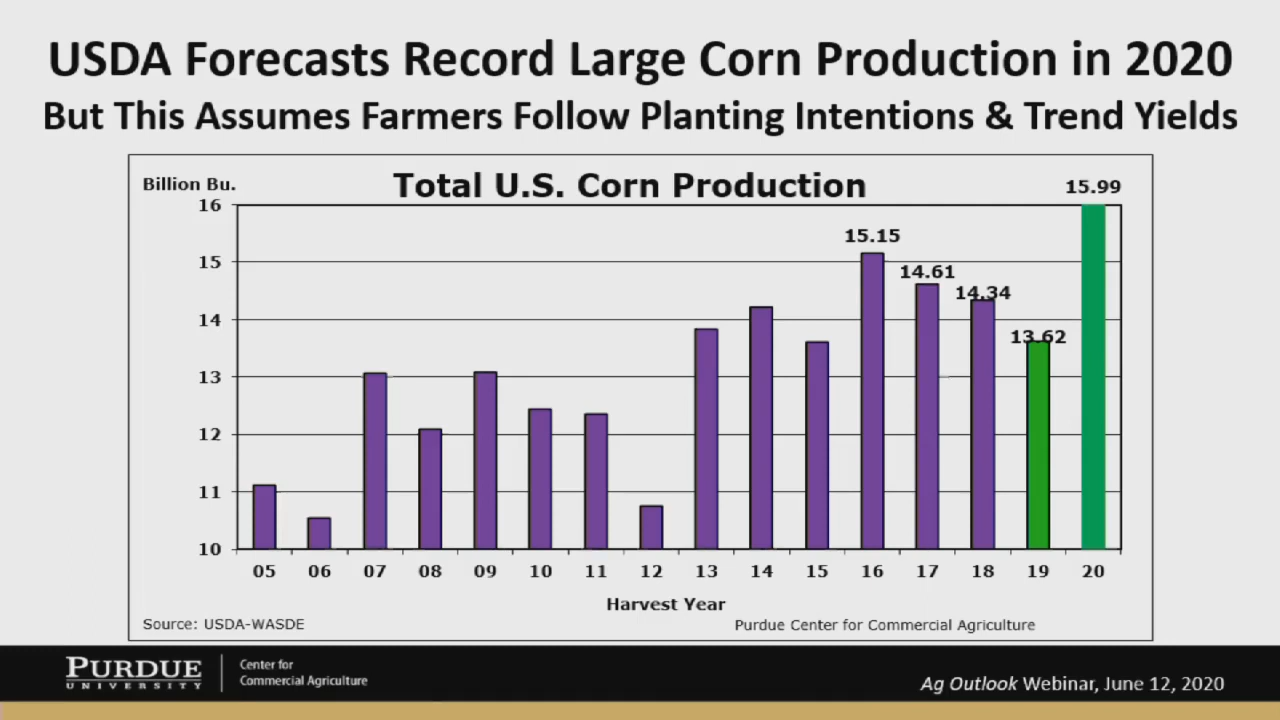 USDA Forecasts Record Large Corn Production in 2020
But This Assumes Farmers Follow Planting Intentions & Trend Yields
Billion Bu.
Total U.S. Corn Production
15.99
16
15.15
15
14.61
14.34
14
13.62
13
12
11
10
05 06 07 08 09 10 11 12 13 14 15 16 17 18 19 20
Harvest Year
Source: USDA-WASDE
Purdue Center for Commercial Agriculture
PURDUE
UNIVERSITY
Center for
Commercial Agriculture
Ag Outlook Webinar, June 12, 2020